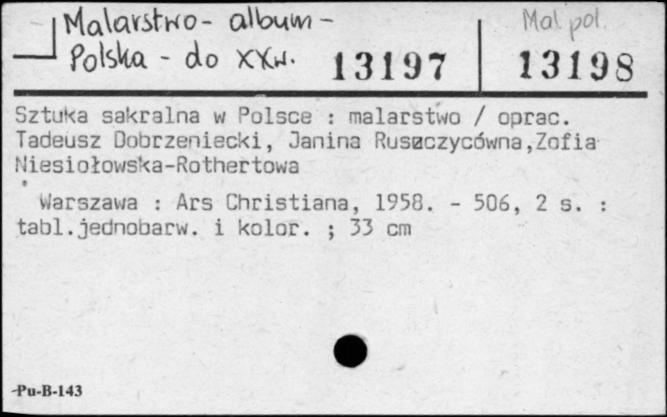 Malarstwo - album -
Polska - do XXw. 13197
Mal. pol.
13198
Sztuka sakralna w Polsce : malarstwo / oprac.
Tadeusz Dobrzeniecki, Janina Ruszczycówna,Zofia
Niesiołowska-Rothertowa
Warszawa : Ars Christiana, 1958. - 506, 2 s. :
tabl.jednobarw. i kolor. ; 33 cm
-Pu-B-143